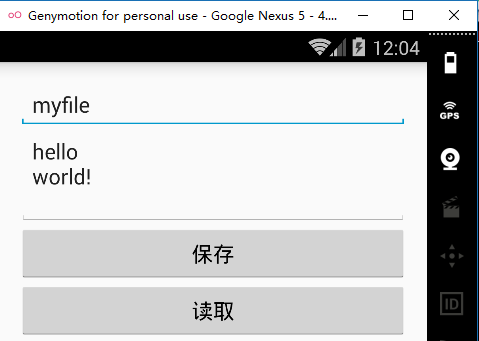 Genymotion for personal use - Google Nexus 5 - 4....
12:04
myfile
hello
world!
保存
读取
GPS
ID